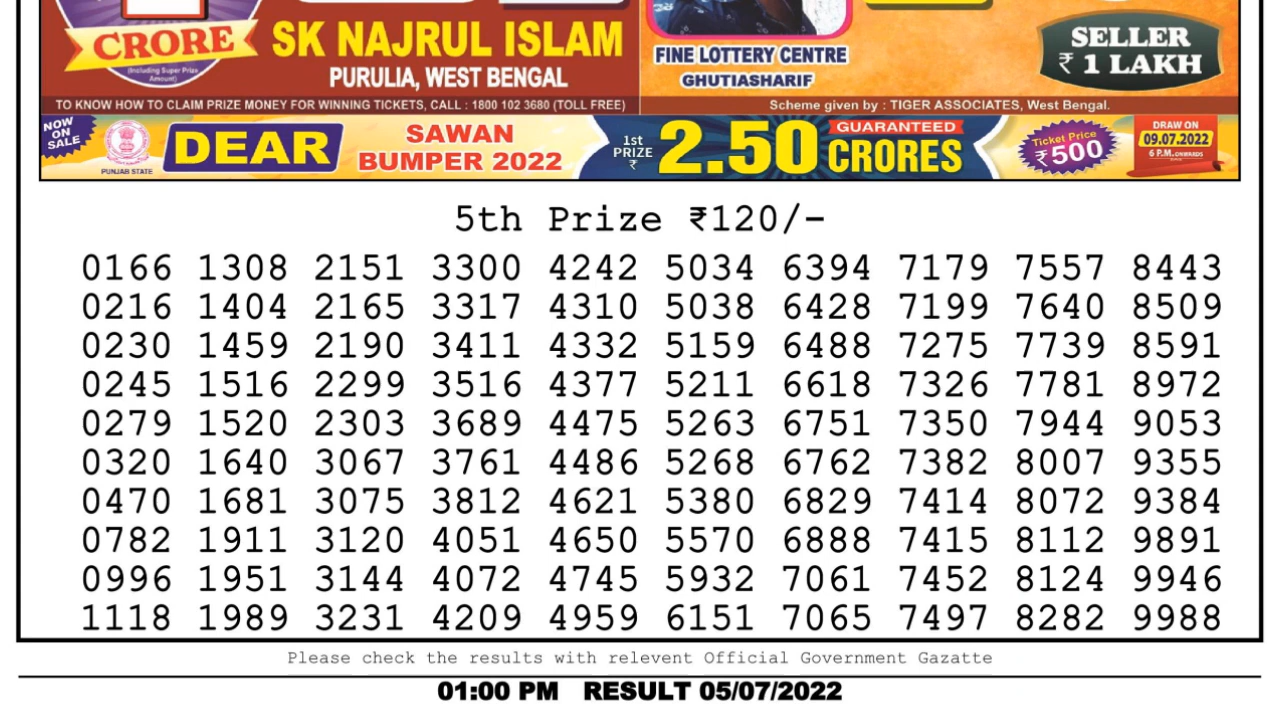 CRORE
(Including Super Prize
Amount)
SK NAJRUL ISLAM
PURULIA, WEST BENGAL
FINE LOTTERY CENTRE
GHUTIASHARIF
SELLER
₹ 1 LAKH
TO KNOW HOW TO CLAIM PRIZE MONEY FOR WINNING TICKETS, CALL : 1800 102 3680 (TOLL FREE)
Scheme given by : TIGER ASSOCIATES, West Bengal.
NOW
ON
SALE
PUNJAB STATE
DEAR
SAWAN
BUMPER 2022
1st
PRIZE
₹
2.50
GUARANTEED
CRORES
Ticket Price
₹500
DRAW ON
09.07.2022
6 P.M. ONWARDS
5th Prize ₹120/-
0166 1308 2151 3300 4242 5034 6394 7179 7557 8443
0216 1404 2165 3317 4310 5038 6428 7199 7640 8509
0230 1459 2190 3411 4332 5159 6488 7275 7739 8591
0245 1516 2299 3516 4377 5211 6618 7326 7781 8972
0279 1520 2303 3689 4475 5263 6751 7350 7944 9053
0320 1640 3067 3761 4486 5268 6762 7382 8007 9355
0470 1681 3075 3812 4621 5380 6829 7414 8072 9384
0782 1911 3120 4051 4650 5570 6888 7415 8112 9891
0996 1951 3144 4072 4745 5932 7061 7452 8124 9946
1118 1989 3231 4209 4959 6151 7065 7497 8282 9988
Please check the results with relevent Official Government Gazatte
01:00 PM RESULT 05/07/2022